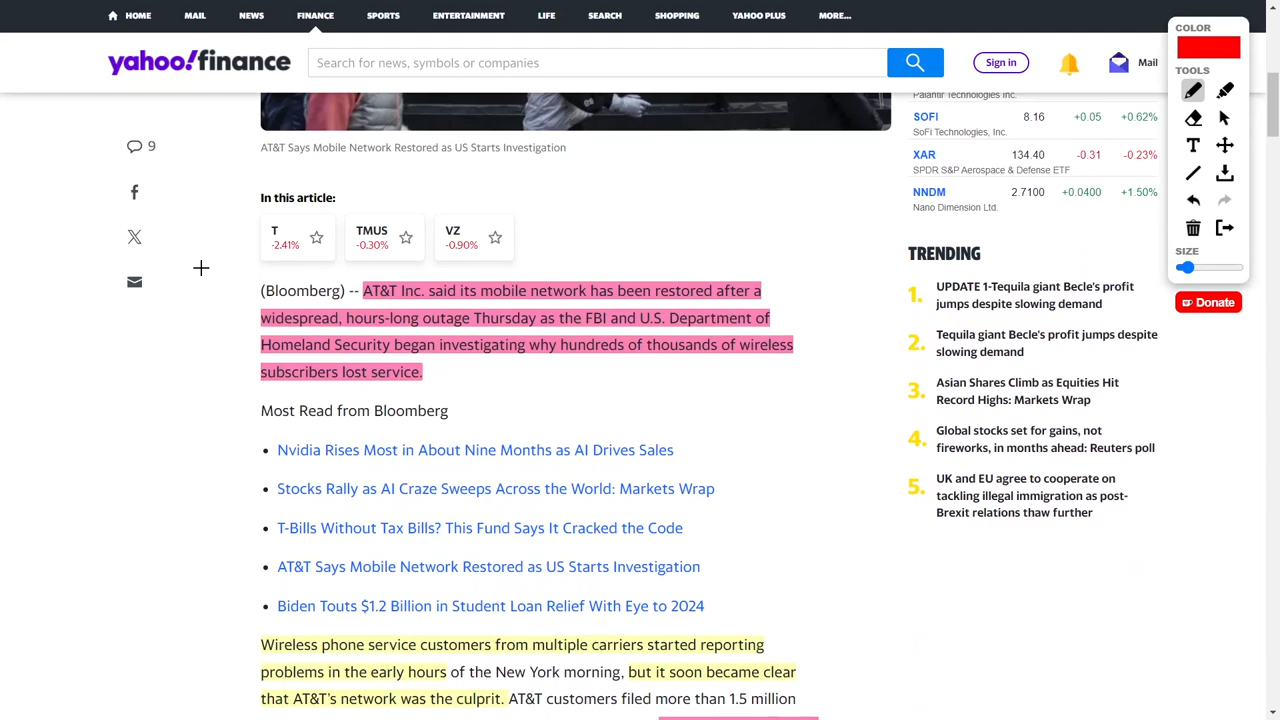 HOME MAIL NEWS FINANCE SPORTS ENTERTAINMENT LIFE SEARCH SHOPPING YAHOO PLUS MORE...
yahoo!finance
Search for news, symbols or companies
Sign in
Mail
COLOR
TOOLS
SIZE
Donate
9
AT&T Says Mobile Network Restored as US Starts Investigation
In this article:
T
-2.41%
TMUS
-0.30%
VZ
-0.90%
(Bloomberg) -- AT&T Inc. said its mobile network has been restored after a
widespread, hours-long outage Thursday as the FBI and U.S. Department of
Homeland Security began investigating why hundreds of thousands of wireless
subscribers lost service.
Most Read from Bloomberg
• Nvidia Rises Most in About Nine Months as AI Drives Sales
• Stocks Rally as AI Craze Sweeps Across the World: Markets Wrap
• T-Bills Without Tax Bills? This Fund Says It Cracked the Code
• AT&T Says Mobile Network Restored as US Starts Investigation
• Biden Touts $1.2 Billion in Student Loan Relief With Eye to 2024
Wireless phone service customers from multiple carriers started reporting
problems in the early hours of the New York morning, but it soon became clear
that AT&T's network was the culprit. AT&T customers filed more than 1.5 million
Palantir Technologies Inc.
SOFI 8.16 +0.05 +0.62%
SoFi Technologies, Inc.
XAR 134.40 -0.31 -0.23%
SPDR S&P Aerospace & Defense ETF
NNDM 2.7100 +0.0400 +1.50%
Nano Dimension Ltd.
TRENDING
1. UPDATE 1-Tequila giant Becle's profit
jumps despite slowing demand
2. Tequila giant Becle's profit jumps despite
slowing demand
3. Asian Shares Climb as Equities Hit
Record Highs: Markets Wrap
4. Global stocks set for gains, not
fireworks, in months ahead: Reuters poll
5. UK and EU agree to cooperate on
tackling illegal immigration as post-
Brexit relations thaw further